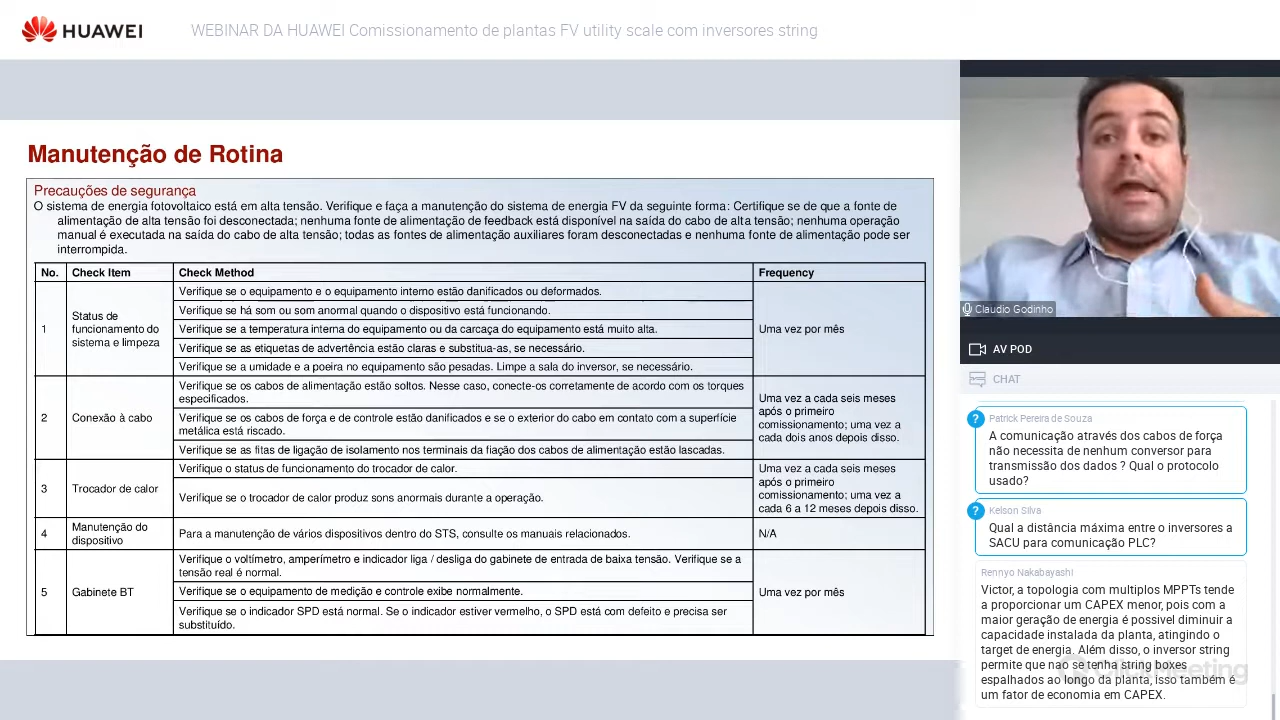 HUAWEI
WEBINAR DA HUAWEI Comissionamento de plantas FV utility scale com inversores string
Manutenção de Rotina
Precauções de segurança
O sistema de energia fotovoltaico está em alta tensão. Verifique e faça a manutenção do sistema de energia FV da seguinte forma: Certifique se de que a fonte de
alimentação de alta tensão foi desconectada; nenhuma fonte de alimentação de feedback está disponível na saída do cabo de alta tensão; nenhuma operação
manual é executada na saída do cabo de alta tensão; todas as fontes de alimentação auxiliares foram desconectadas e nenhuma fonte de alimentação pode ser
interrompida.
No. Check Item Check Method Frequency
1
Status de
funcionamento do
sistema e limpeza
Verifique se o equipamento e o equipamento interno estão danificados ou deformados.
Verifique se há som ou som anormal quando o dispositivo está funcionando.
Verifique se a temperatura interna do equipamento ou da carcaça do equipamento está muito alta.
Verifique se as etiquetas de advertência estão claras e substitua-as, se necessário.
Verifique se a umidade e a poeira no equipamento são pesadas. Limpe a sala do inversor, se necessário.
Uma vez por mês
2
Conexão à cabo
Verifique se os cabos de alimentação estão soltos. Nesse caso, conecte-os corretamente de acordo com os torques
especificados.
Verifique se os cabos de força e de controle estão danificados e se o exterior do cabo em contato com a superfície
metálica está riscado.
Verifique se as fitas de ligação de isolamento nos terminais da fiação dos cabos de alimentação estão lascadas.
Uma vez a cada seis meses
após o primeiro
comissionamento; uma vez a
cada dois anos depois disso.
3
Trocador de calor
Verifique o status de funcionamento do trocador de calor.
Verifique se o trocador de calor produz sons anormais durante a operação.
Uma vez a cada seis meses
após o primeiro
comissionamento; uma vez a
cada 6 a 12 meses depois disso.
4
Manutenção do
dispositivo
Para a manutenção de vários dispositivos dentro do STS, consulte os manuais relacionados.
N/A
5
Gabinete BT
Verifique o voltímetro, amperímetro e indicador liga / desliga do gabinete de entrada de baixa tensão. Verifique se a
tensão real é normal.
Verifique se o equipamento de medição e controle exibe normalmente.
Verifique se o indicador SPD está normal. Se o indicador estiver vermelho, o SPD está com defeito e precisa ser
substituído.
Uma vez por mês
Claudio Godinho
AV POD
CHAT
?
Patrick Pereira de Souza
A comunicação através dos cabos de força
não necessita de nenhum conversor para
transmissão dos dados ? Qual o protocolo
usado?
?
Kelson Silva
Qual a distância máxima entre o inversores a
SACU para comunicação PLC?
Rennyo Nakabayashi
Victor, a topologia com multiplos MPPTs tende
a proporcionar um CAPEX menor, pois com a
maior geração de energia é possivel diminuir a
capacidade instalada da planta, atingindo o
target de energia. Além disso, o inversor string
permite que não se tenha string boxes
espalhados ao longo da planta, isso também é
um fator de economia em CAPEX.
ClickMeeting